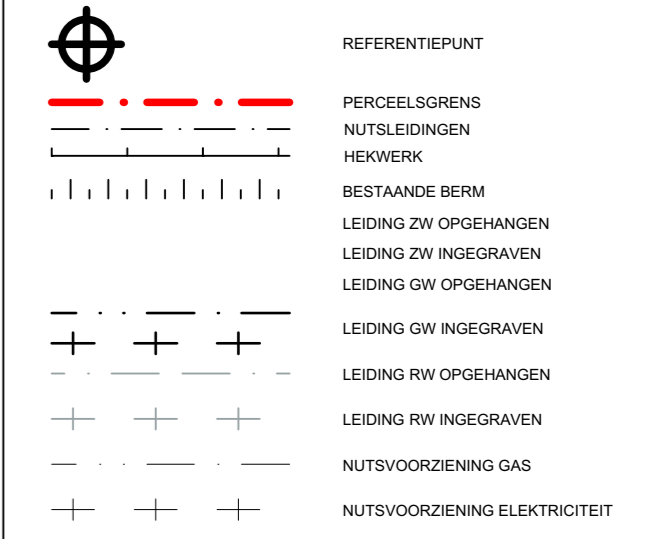 REFERENTIEPUNT
PERCEELSGRENS
NUTSLEIDINGEN
HEKWERK
BESTAANDE BERM
LEIDING ZW OPGEHANGEN
LEIDING ZW INGEGRAVEN
LEIDING GW OPGEHANGEN
LEIDING GW INGEGRAVEN
LEIDING RW OPGEHANGEN
LEIDING RW INGEGRAVEN
NUTSVOORZIENING GAS
NUTSVOORZIENING ELEKTRICITEIT